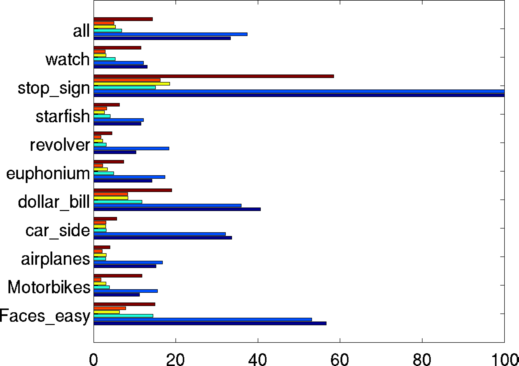 all
watch
stop_sign
starfish
revolver
euphonium
dollar_bill
car_side
airplanes
Motorbikes
Faces_easy
0 20 40 60 80 100